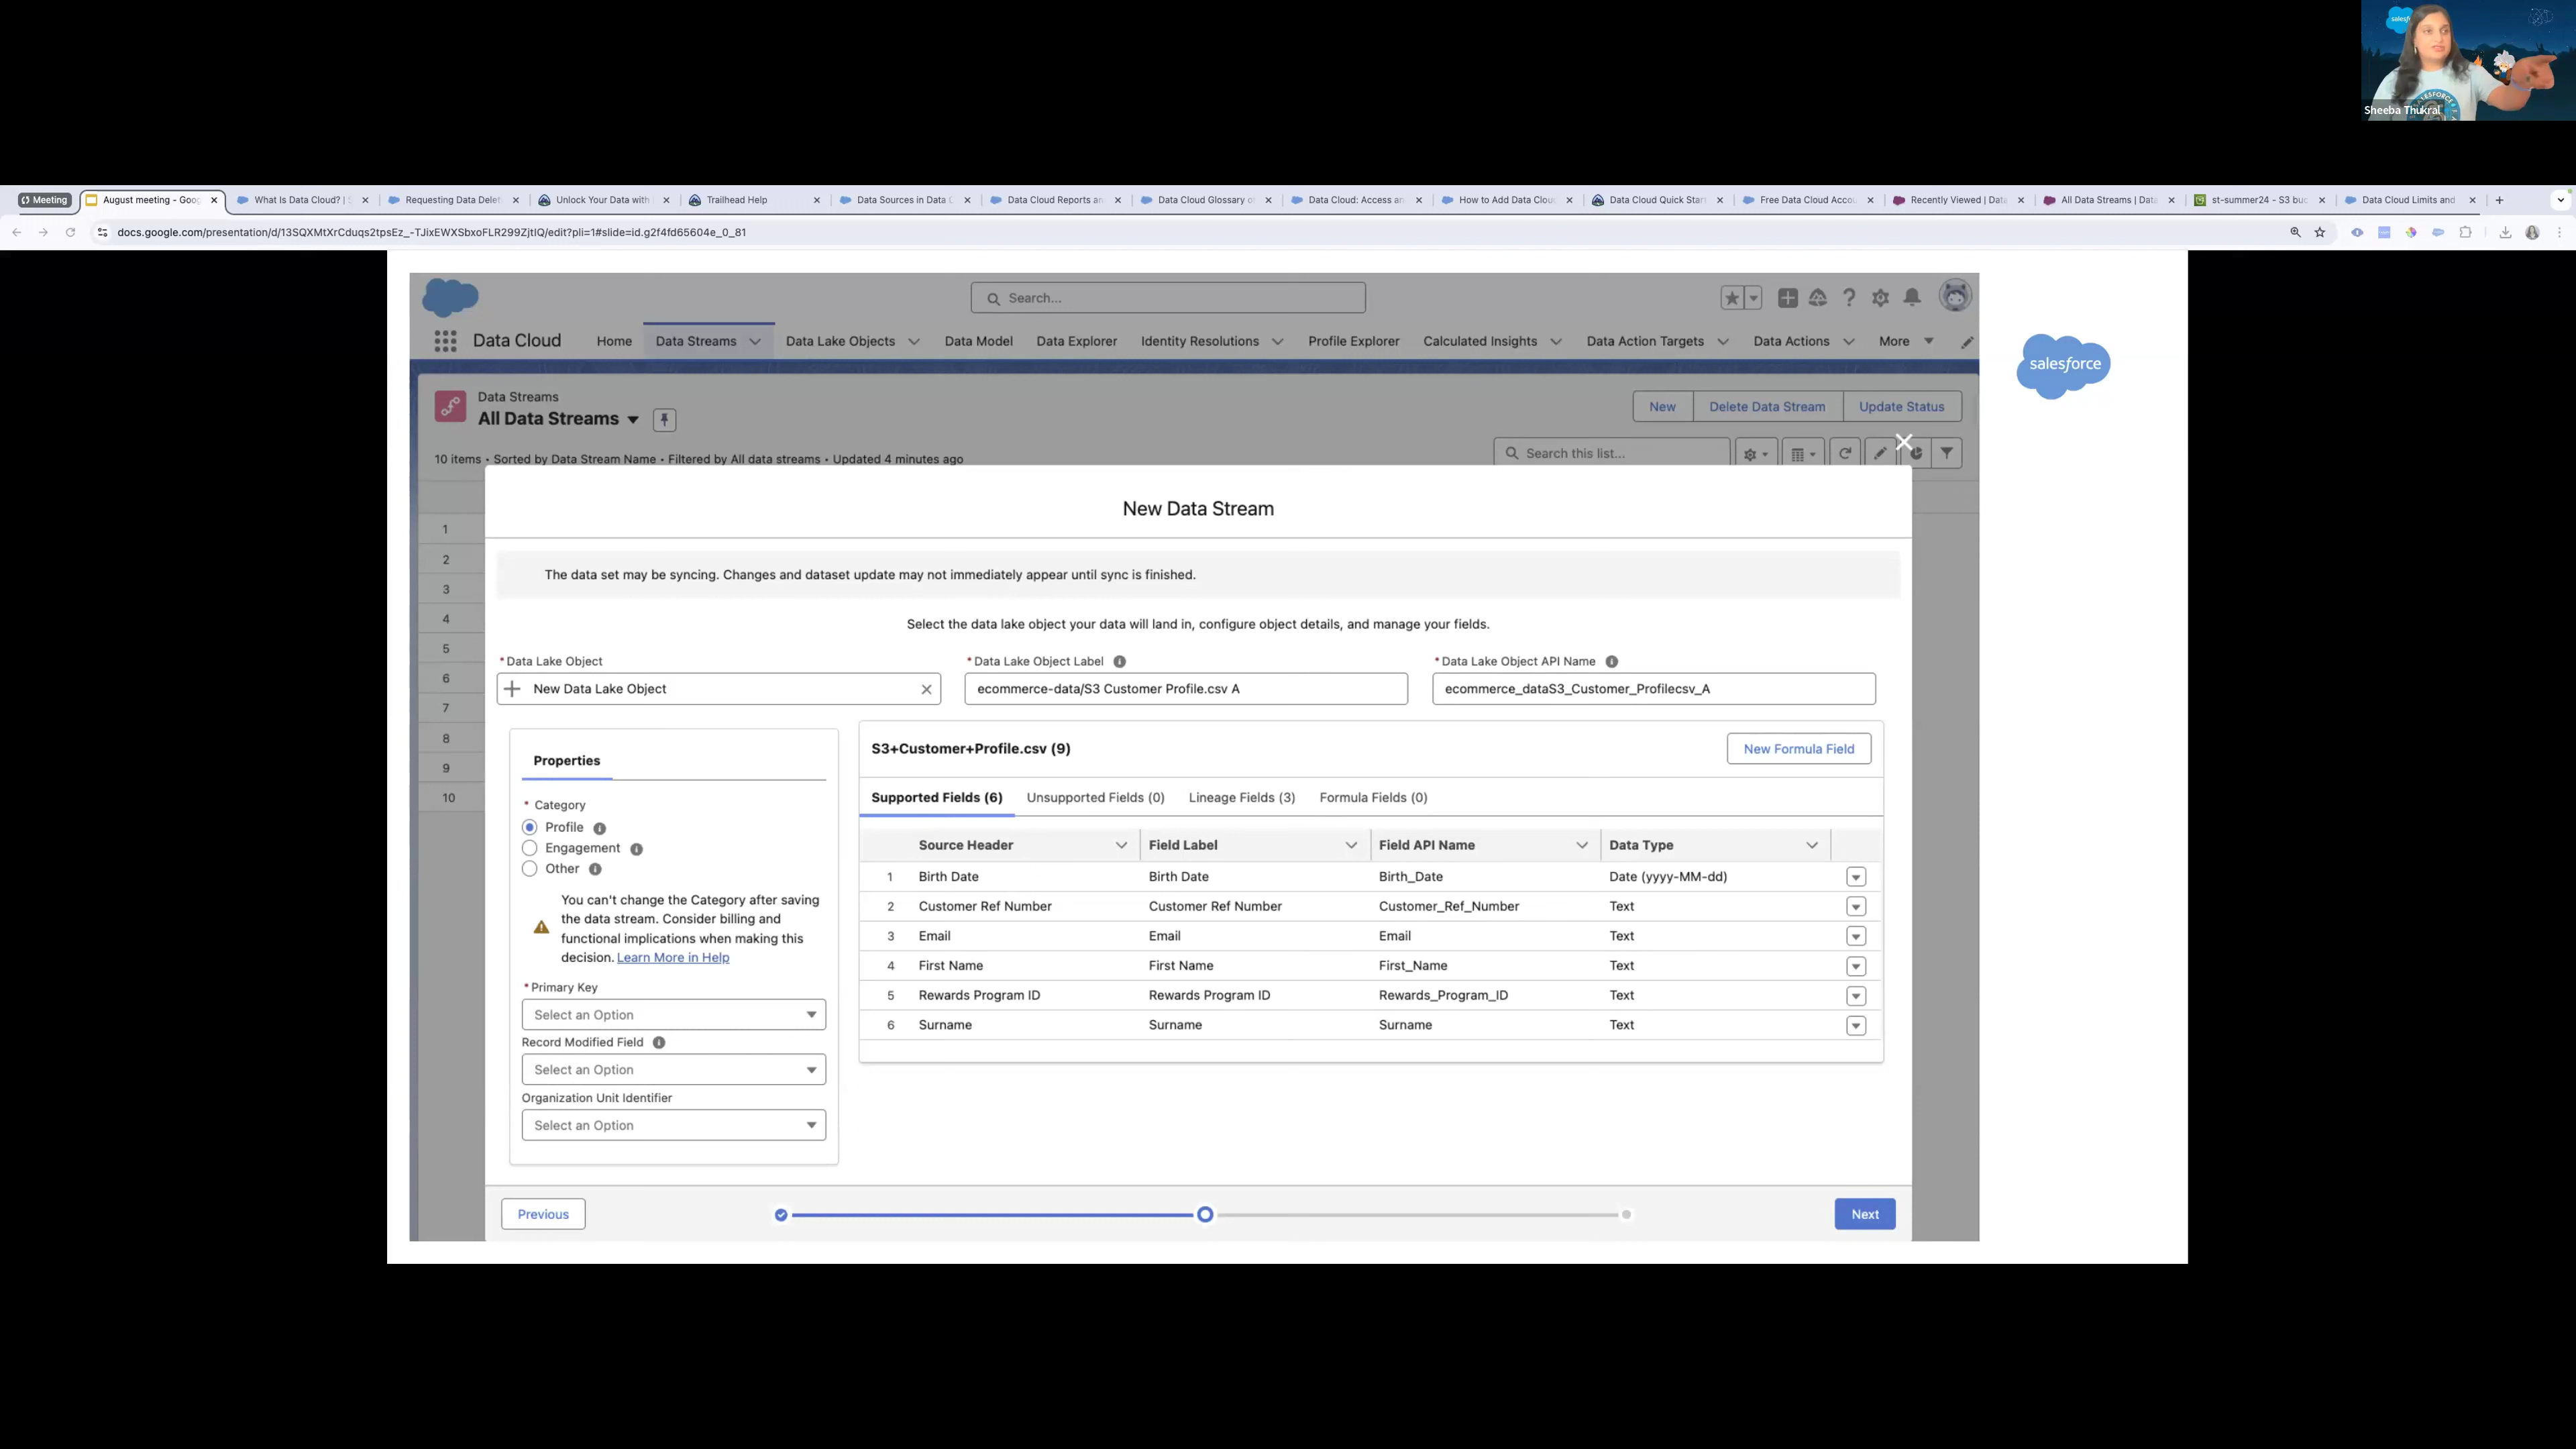 Sheeba Thukral
Meeting
August meeting - Goog
What Is Data Cloud? |
Requesting Data Delet
Unlock Your Data with
Trailhead Help
Data Sources in Data C
Data Cloud Reports an
Data Cloud Glossary o
Data Cloud: Access an
How to Add Data Clou
Data Cloud Quick Star
Free Data Cloud Accou
Recently Viewed | Data
All Data Streams | Data
st-summer24 - S3 buc
Data Cloud Limits and
docs.google.com/presentation/d/13SQXMtXrCduqs2tpsEz_-TJixEWXSbxoFLR299ZjtIQ/edit?pli=1#slide=id.g2f4fd65604e_0_81
Search...
salesforce
Data Cloud Home Data Streams Data Lake Objects Data Model Data Explorer Identity Resolutions Profile Explorer Calculated Insights Data Action Targets Data Actions More
Data Streams
All Data Streams
New Delete Data Stream Update Status
10 items • Sorted by Data Stream Name • Filtered by All data streams • Updated 4 minutes ago
Search this list...
1
2
3
4
5
6
7
8
9
10
New Data Stream
The data set may be syncing. Changes and dataset update may not immediately appear until sync is finished.
Select the data lake object your data will land in, configure object details, and manage your fields.
* Data Lake Object
New Data Lake Object
* Data Lake Object Label
ecommerce-data/S3 Customer Profile.csv A
* Data Lake Object API Name
ecommerce_dataS3_Customer_Profilecsv_A
Properties
* Category
Profile
Engagement
Other
You can't change the Category after saving
the data stream. Consider billing and
functional implications when making this
decision. Learn More in Help
* Primary Key
Select an Option
Record Modified Field
Select an Option
Organization Unit Identifier
Select an Option
S3+Customer+Profile.csv (9)
New Formula Field
Supported Fields (6) Unsupported Fields (0) Lineage Fields (3) Formula Fields (0)
Source Header Field Label Field API Name Data Type
1 Birth Date Birth Date Birth_Date Date (yyyy-MM-dd)
2 Customer Ref Number Customer Ref Number Customer_Ref_Number Text
3 Email Email Email Text
4 First Name First Name First_Name Text
5 Rewards Program ID Rewards Program ID Rewards_Program_ID Text
6 Surname Surname Surname Text
Previous
Next